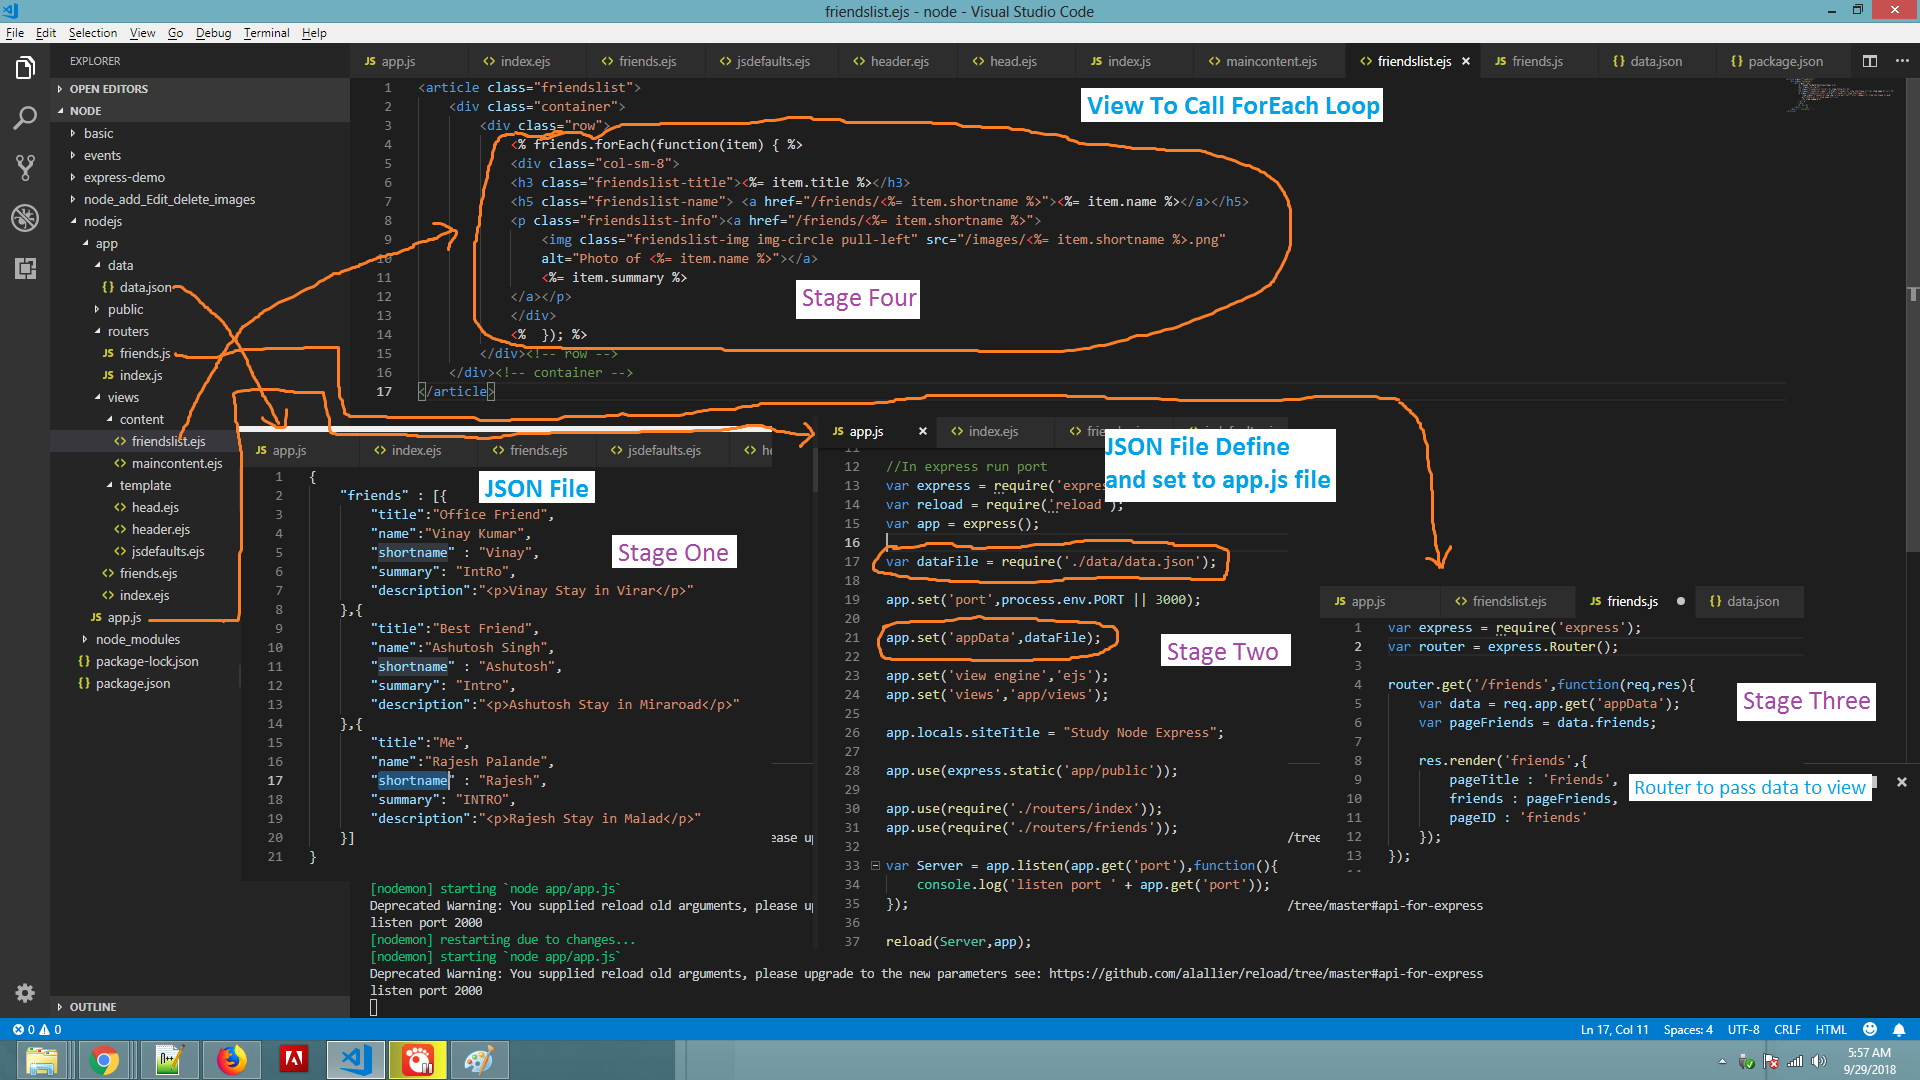 friendslist.ejs - node - Visual Studio Code
File Edit Selection View Go Debug Terminal Help
EXPLORER
OPEN EDITORS
NODE
basic
events
express-demo
node_add_Edit_delete_images
nodejs
app
data
{} data.json
public
routers
JS friends.js
JS index.js
views
content
<> friendslist.ejs
<> maincontent.ejs
template
<> head.ejs
<> header.ejs
<> jsdefaults.ejs
<> friends.ejs
<> index.ejs
JS app.js
node_modules
{} package-lock.json
{} package.json
OUTLINE
JS app.js <> index.ejs <> friends.ejs <> jsdefaults.ejs <> header.ejs <> head.ejs JS index.js <> maincontent.ejs <> friendslist.ejs × JS friends.js {} data.json {} package.json
1 <article class="friendslist">
2 <div class="container">
3 <div class="row">
4 <% friends.forEach(function(item) { %>
5 <div class="col-sm-8">
6 <h3 class="friendslist-title"><%= item.title %></h3>
7 <h5 class="friendslist-name"> <a href="/friends/<%= item.shortname %>"><%= item.name %></a></h5>
8 <p class="friendslist-info"><a href="/friends/<%= item.shortname %>">
9 <img class="friendslist-img img-circle pull-left" src="/images/<%= item.shortname %>.png"
10 alt="Photo of <%= item.name %>"></a>
11 <%= item.summary %>
12 </a></p>
13 </div>
14 <% }); %>
15 </div><!-- row -->
16 </div><!-- container -->
17 </article>
View To Call ForEach Loop
Stage Four
JS app.js <> index.ejs <> friends.ejs <> jsdefaults.ejs <> he
1 {
2 "friends" : [{
3 "title":"Office Friend",
4 "name":"Vinay Kumar",
5 "shortname" : "Vinay",
6 "summary": "IntRo",
7 "description":"<p>Vinay Stay in Virar</p>"
8 },{
9 "title":"Best Friend",
10 "name":"Ashutosh Singh",
11 "shortname" : "Ashutosh",
12 "summary": "Intro",
13 "description":"<p>Ashutosh Stay in Miraroad</p>"
14 },{
15 "title":"Me",
16 "name":"Rajesh Palande",
17 "shortname" : "Rajesh",
18 "summary": "INTRO",
19 "description":"<p>Rajesh Stay in Malad</p>"
20 }]
21 }
JSON File
Stage One
JS app.js × <> index.ejs <>
11
12 //In express run port
13 var express = require('expres
14 var reload = require('reload');
15 var app = express();
16
17 var dataFile = require('./data/data.json');
18
19 app.set('port',process.env.PORT || 3000);
20
21 app.set('appData',dataFile);
22
23 app.set('view engine','ejs');
24 app.set('views','app/views');
25
26 app.locals.siteTitle = "Study Node Express";
27
28 app.use(express.static('app/public'));
29
30 app.use(require('./routers/index'));
31 app.use(require('./routers/friends'));
32
33 var Server = app.listen(app.get('port'),function(){
34 console.log('listen port ' + app.get('port'));
35 });
36
37 reload(Server,app);
JSON File Define
and set to app.js file
Stage Two
JS app.js <> friendslist.ejs JS friends.js ● {} data.json
1 var express = require('express');
2 var router = express.Router();
3
4 router.get('/friends',function(req,res){
5 var data = req.app.get('appData');
6 var pageFriends = data.friends;
7
8 res.render('friends',{
9 pageTitle : 'Friends',
10 friends : pageFriends,
11 pageID : 'friends'
12 });
13 });
Stage Three
Router to pass data to view
ease up
/tree
[nodemon] starting `node app/app.js`
Deprecated Warning: You supplied reload old arguments, please up /tree/master#api-for-express
listen port 2000
[nodemon] restarting due to changes...
[nodemon] starting `node app/app.js`
Deprecated Warning: You supplied reload old arguments, please upgrade to the new parameters see: https://github.com/alallier/reload/tree/master#api-for-express
listen port 2000
0 0 Ln 17, Col 11 Spaces: 4 UTF-8 CRLF HTML
5:57 AM
9/29/2018